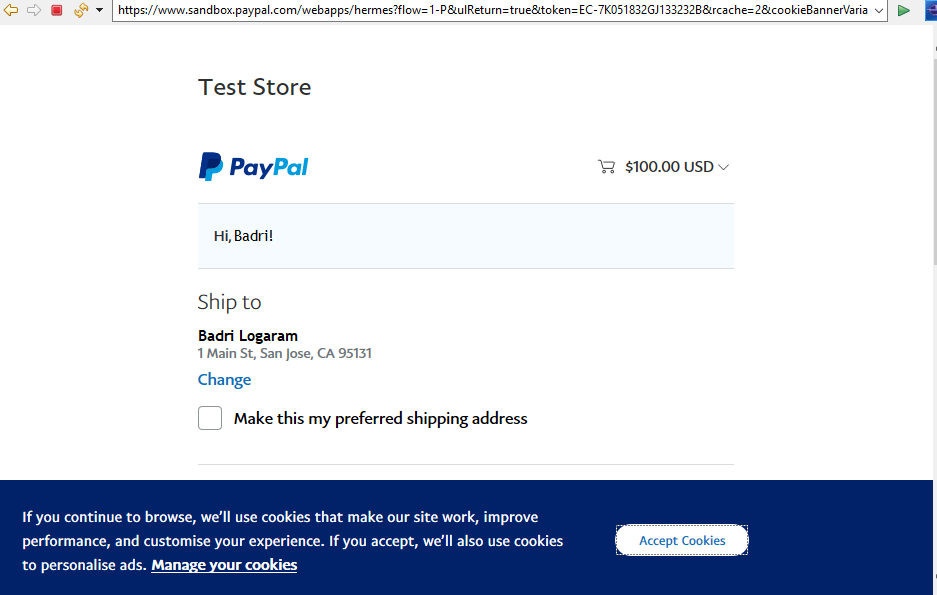 https://www.sandbox.paypal.com/webapps/hermes?flow=1-P&ulReturn=true&token=EC-7K051832GJ133232B&rcache=2&cookieBannerVaria
Test Store
PayPal
$100.00 USD
Hi, Badri!
Ship to
Badri Logaram
1 Main St, San Jose, CA 95131
Change
Make this my preferred shipping address
If you continue to browse, we'll use cookies that make our site work, improve
performance, and customise your experience. If you accept, we'll also use cookies
to personalise ads. Manage your cookies
Accept Cookies